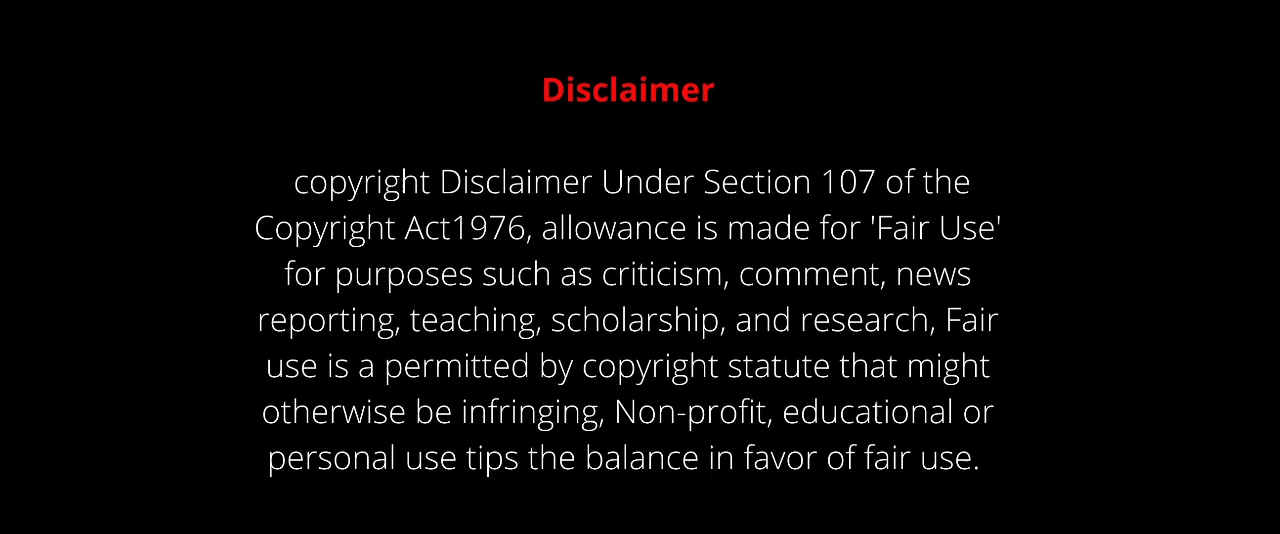 Disclaimer
copyright Disclaimer Under Section 107 of the
Copyright Act1976, allowance is made for 'Fair Use'
for purposes such as criticism, comment, news
reporting, teaching, scholarship, and research, Fair
use is a permitted by copyright statute that might
otherwise be infringing, Non-profit, educational or
personal use tips the balance in favor of fair use.